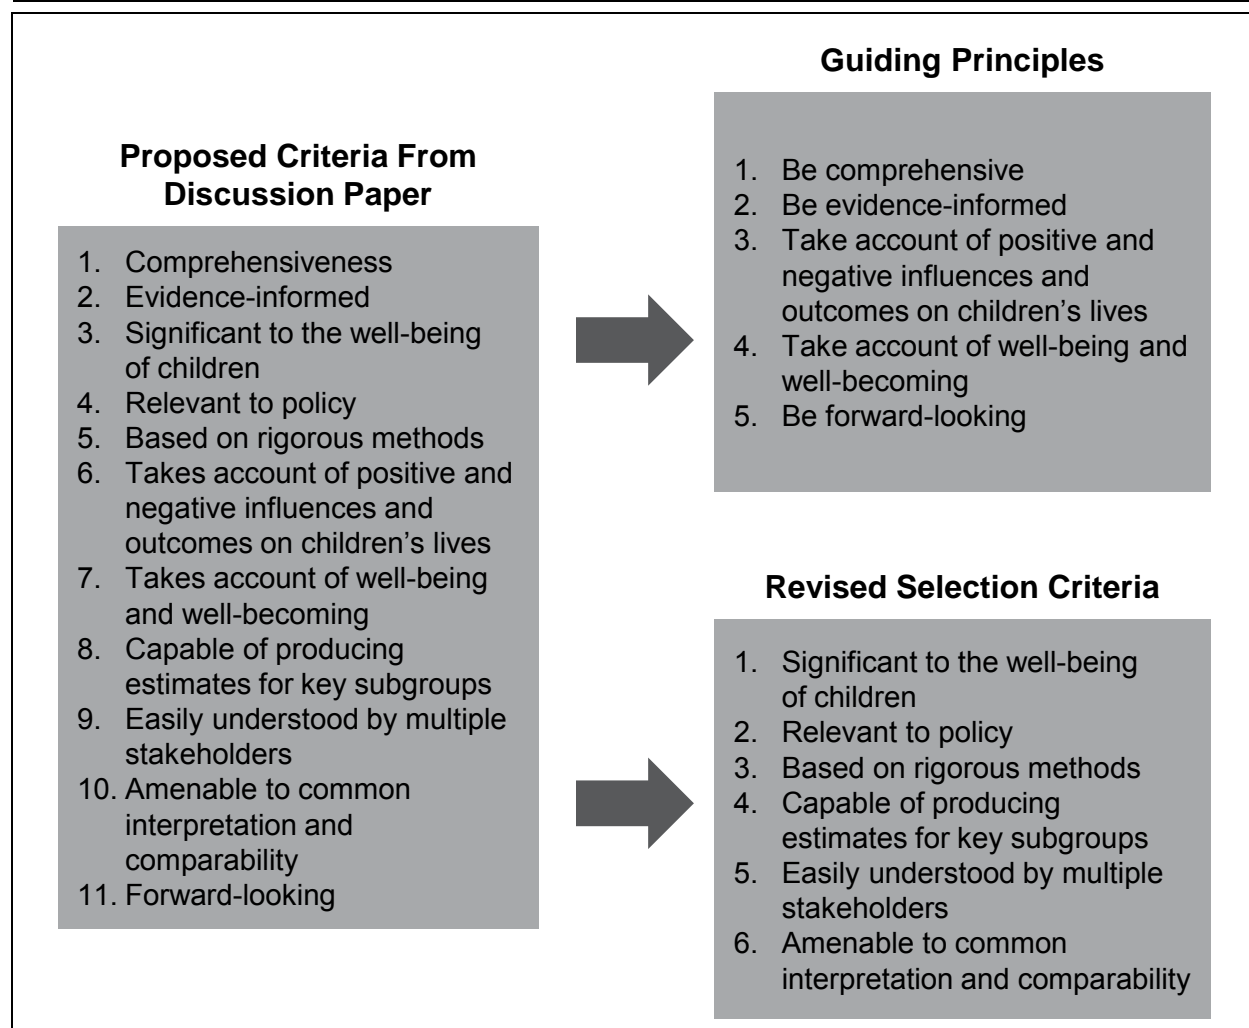 Proposed Criteria From
Discussion Paper
1. Comprehensiveness
2. Evidence-informed
3. Significant to the well-being
of children
4. Relevant to policy
5. Based on rigorous methods
6. Takes account of positive and
negative influences and
outcomes on children’s lives
7. Takes account of well-being
and well-becoming
8. Capable of producing
estimates for key subgroups
9. Easily understood by multiple
stakeholders
10. Amenable to common
interpretation and
comparability
11. Forward-looking
Guiding Principles
1. Be comprehensive
2. Be evidence-informed
3. Take account of positive and
negative influences and
outcomes on children’s lives
4. Take account of well-being and
well-becoming
5. Be forward-looking
Revised Selection Criteria
1. Significant to the well-being
of children
2. Relevant to policy
3. Based on rigorous methods
4. Capable of producing
estimates for key subgroups
5. Easily understood by multiple
stakeholders
6. Amenable to common
interpretation and comparability